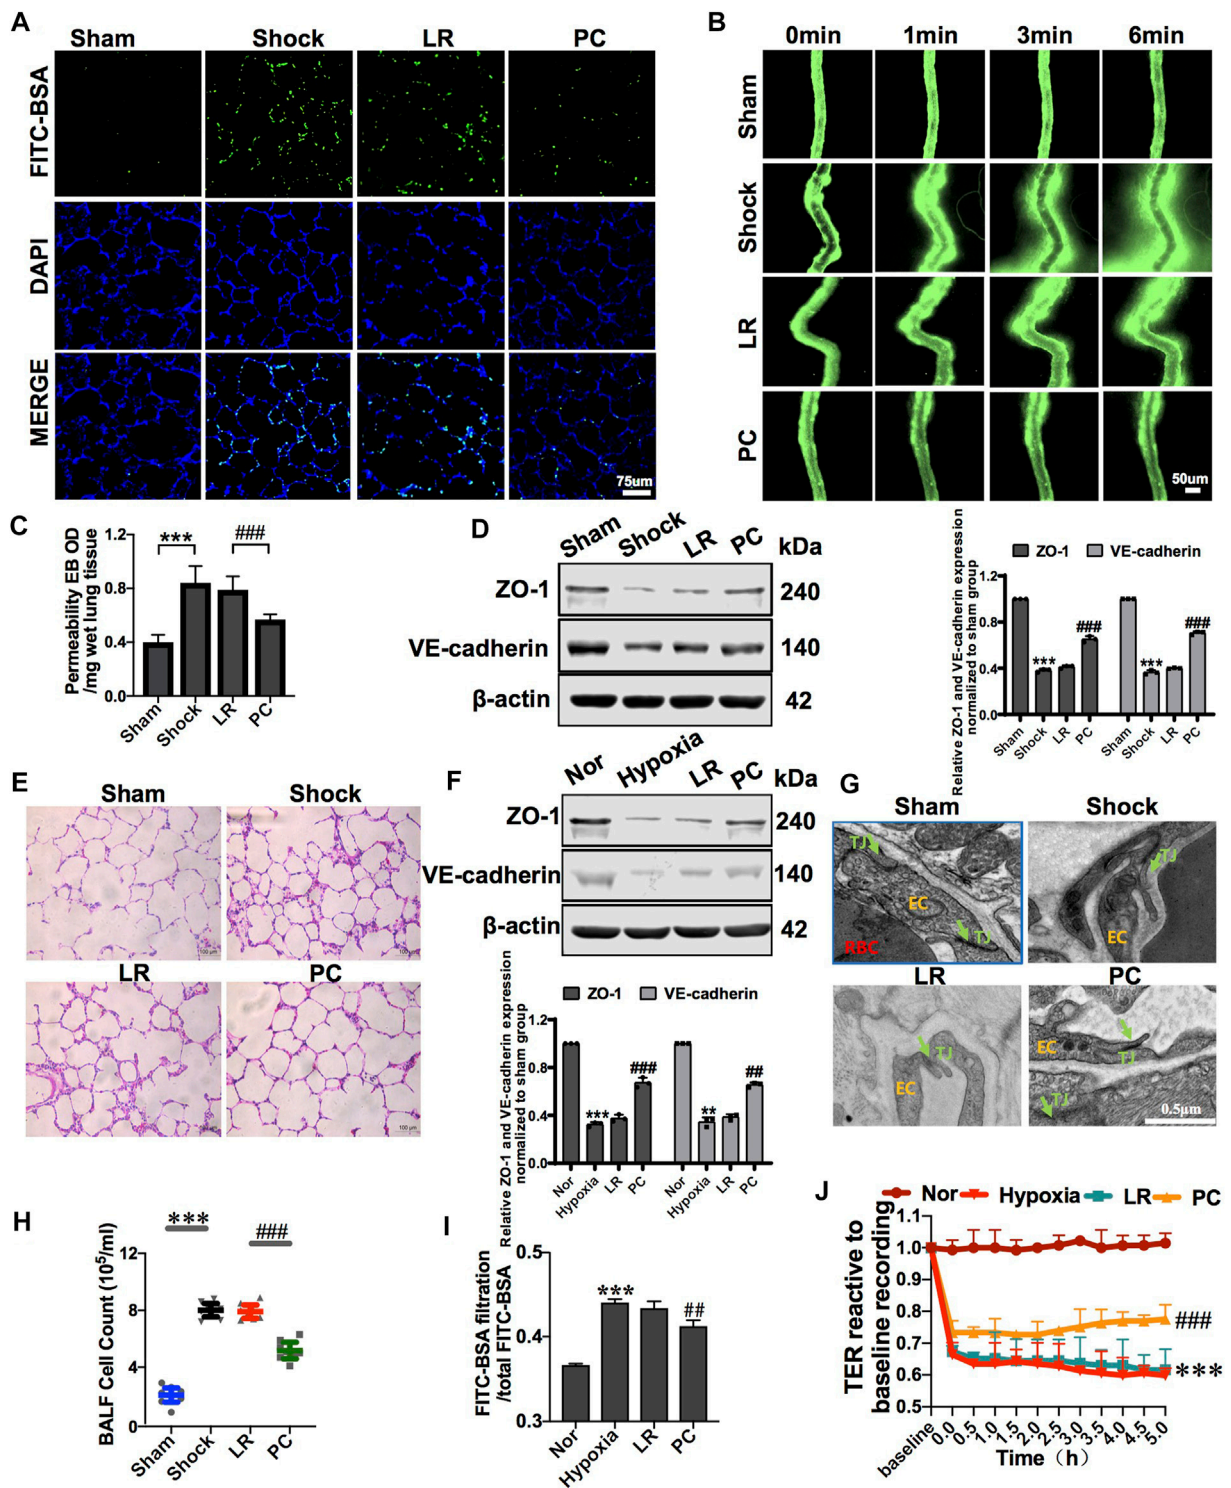 A
Sham Shock LR PC
FITC-BSA
DAPI
MERGE
75um
B
0min 1min 3min 6min
Sham
Shock
LR
PC
50um
C
Permeability EB OD
/mg wet lung tissue
1.2
0.8
0.4
0.0
*** ###
Sham Shock LR PC
D
Sham Shock LR PC kDa
ZO-1 240
VE-cadherin 140
β-actin 42
Relative ZO-1 and VE-cadherin expression
normalized to sham group
ZO-1 VE-cadherin
1.2
0.8
0.4
0.0
*** ### *** ###
Sham Shock LR PC Sham Shock LR PC
E
Sham Shock
100 μm 100 μm
LR PC
100 μm 100 μm
F
Nor Hypoxia LR PC kDa
ZO-1 240
VE-cadherin 140
β-actin 42
Relative ZO-1 and VE-cadherin expression
normalized to sham group
ZO-1 VE-cadherin
1.2
0.8
0.4
0.0
*** ### ** ##
Nor Hypoxia LR PC Nor Hypoxia LR PC
G
Sham Shock
TJ EC TJ RBC
TJ EC
LR PC
TJ EC
EC TJ TJ
0.5μm
H
BALF Cell Count (10⁵/ml)
12
8
4
0
*** ###
Sham Shock LR PC
I
FITC-BSA filtration
/total FITC-BSA
0.5
0.4
0.3
*** ##
Nor Hypoxia LR PC
J
Nor Hypoxia LR PC
TER reactive to
baseline recording
1.1
1.0
0.9
0.8
0.7
0.6
0.5
###
***
baseline 0.0 0.5 1.0 1.5 2.0 2.5 3.0 3.5 4.0 4.5 5.0
Time（h）